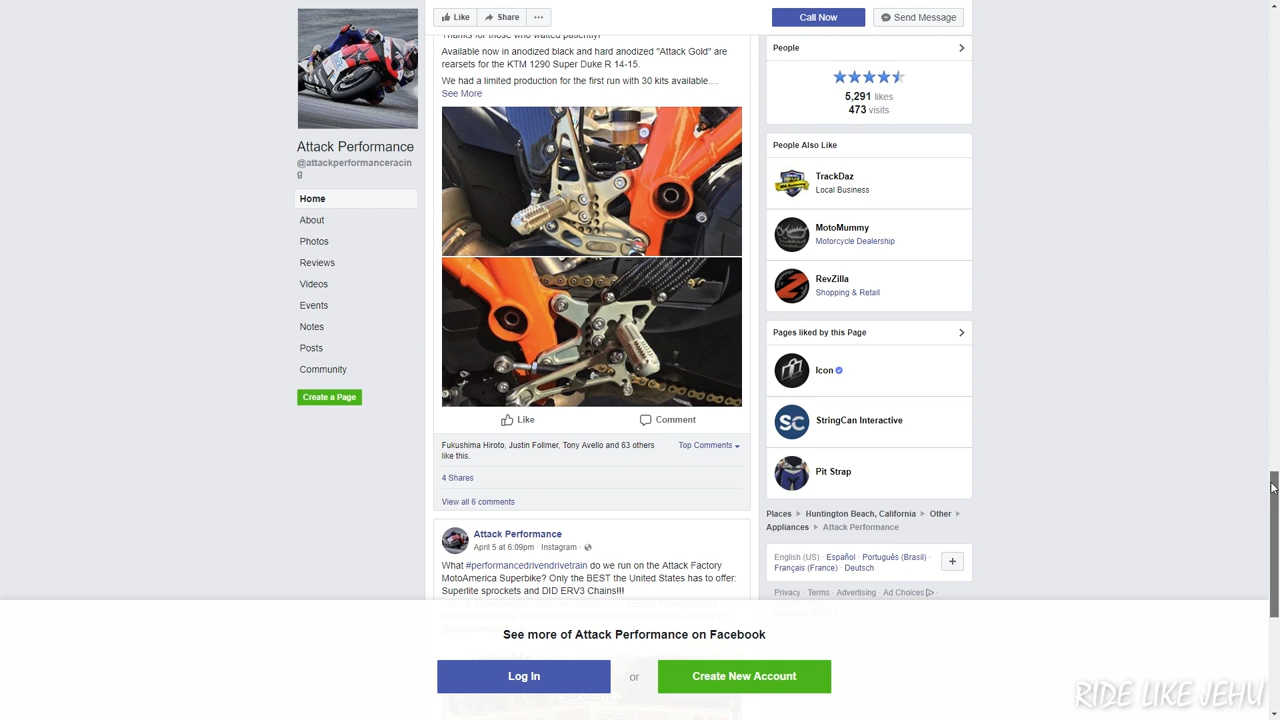 Like
Share
Call Now
Send Message
Attack Performance
@attackperformanceracin
g
Home
About
Photos
Reviews
Videos
Events
Notes
Posts
Community
Create a Page
Thanks for those who waited patiently!
Available now in anodized black and hard anodized "Attack Gold" are
rearsets for the KTM 1290 Super Duke R 14-15.
We had a limited production for the first run with 30 kits available....
See More
Like
Comment
Fukushima Hiroto, Justin Follmer, Tony Avello and 63 others
like this.
Top Comments
4 Shares
View all 6 comments
Attack Performance
April 5 at 6:09pm · Instagram ·
What #performancedrivendrivetrain do we run on the Attack Factory
MotoAmerica Superbike? Only the BEST the United States has to offer:
Superlite sprockets and DID ERV3 Chains!!!
People
5,291 likes
473 visits
People Also Like
TrackDaz
Local Business
MotoMummy
Motorcycle Dealership
RevZilla
Shopping & Retail
Pages liked by this Page
Icon
SC
StringCan Interactive
Pit Strap
Places
Huntington Beach, California
Other
Appliances
Attack Performance
English (US) · Español · Português (Brasil) ·
Français (France) · Deutsch
Privacy · Terms · Advertising · Ad Choices ·
See more of Attack Performance on Facebook
Log In
or
Create New Account
RIDE LIKE JEHU